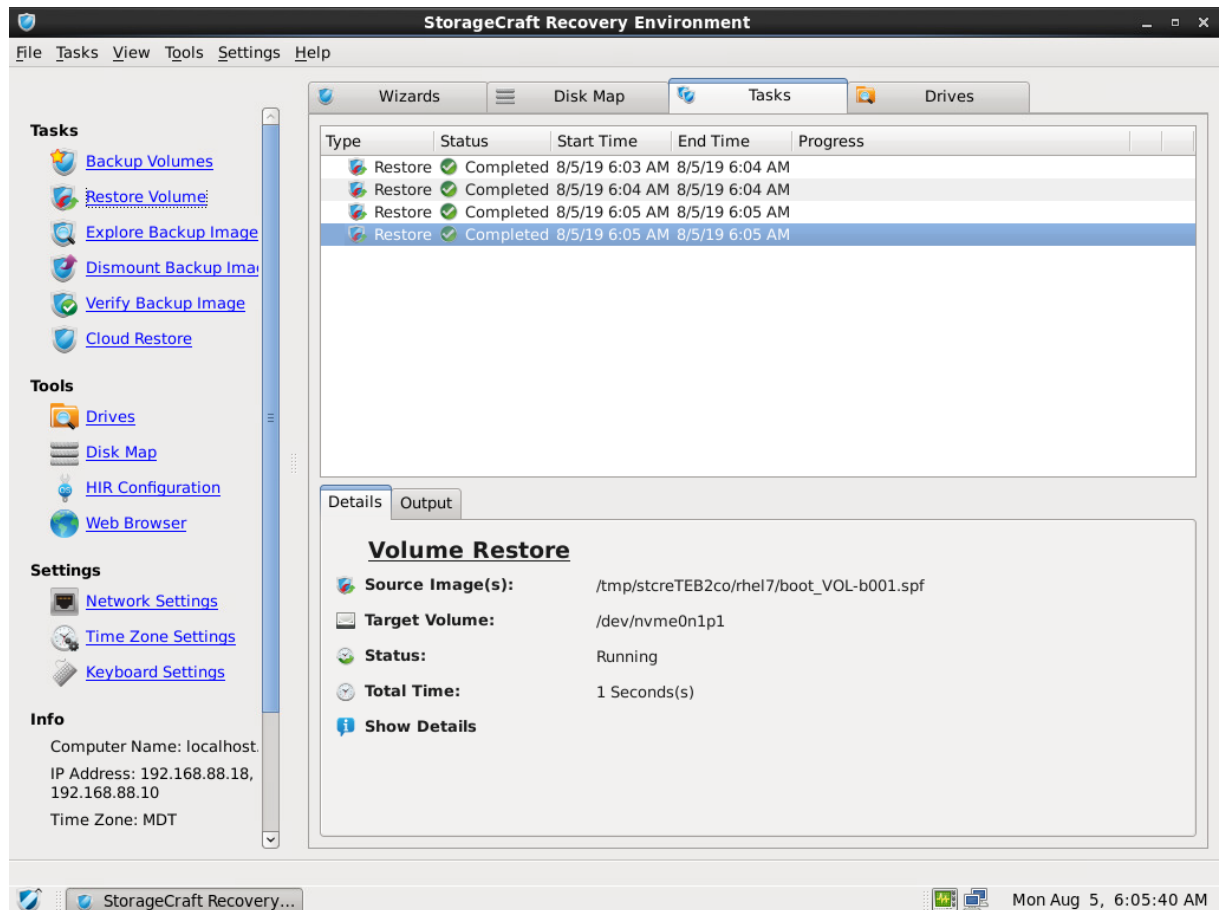 StorageCraft Recovery Environment
File Tasks View Tools Settings Help
Wizards Disk Map Tasks Drives
Tasks
Backup Volumes
Restore Volume
Explore Backup Image
Dismount Backup Ima
Verify Backup Image
Cloud Restore
Tools
Drives
Disk Map
HIR Configuration
Web Browser
Settings
Network Settings
Time Zone Settings
Keyboard Settings
Info
Computer Name: localhost.
IP Address: 192.168.88.18,
192.168.88.10
Time Zone: MDT
Type Status Start Time End Time Progress
Restore Completed 8/5/19 6:03 AM 8/5/19 6:04 AM
Restore Completed 8/5/19 6:04 AM 8/5/19 6:04 AM
Restore Completed 8/5/19 6:05 AM 8/5/19 6:05 AM
Restore Completed 8/5/19 6:05 AM 8/5/19 6:05 AM
Details Output
Volume Restore
Source Image(s): /tmp/stcreTEB2co/rhel7/boot_VOL-b001.spf
Target Volume: /dev/nvme0n1p1
Status: Running
Total Time: 1 Seconds(s)
Show Details
StorageCraft Recovery...
Mon Aug 5, 6:05:40 AM